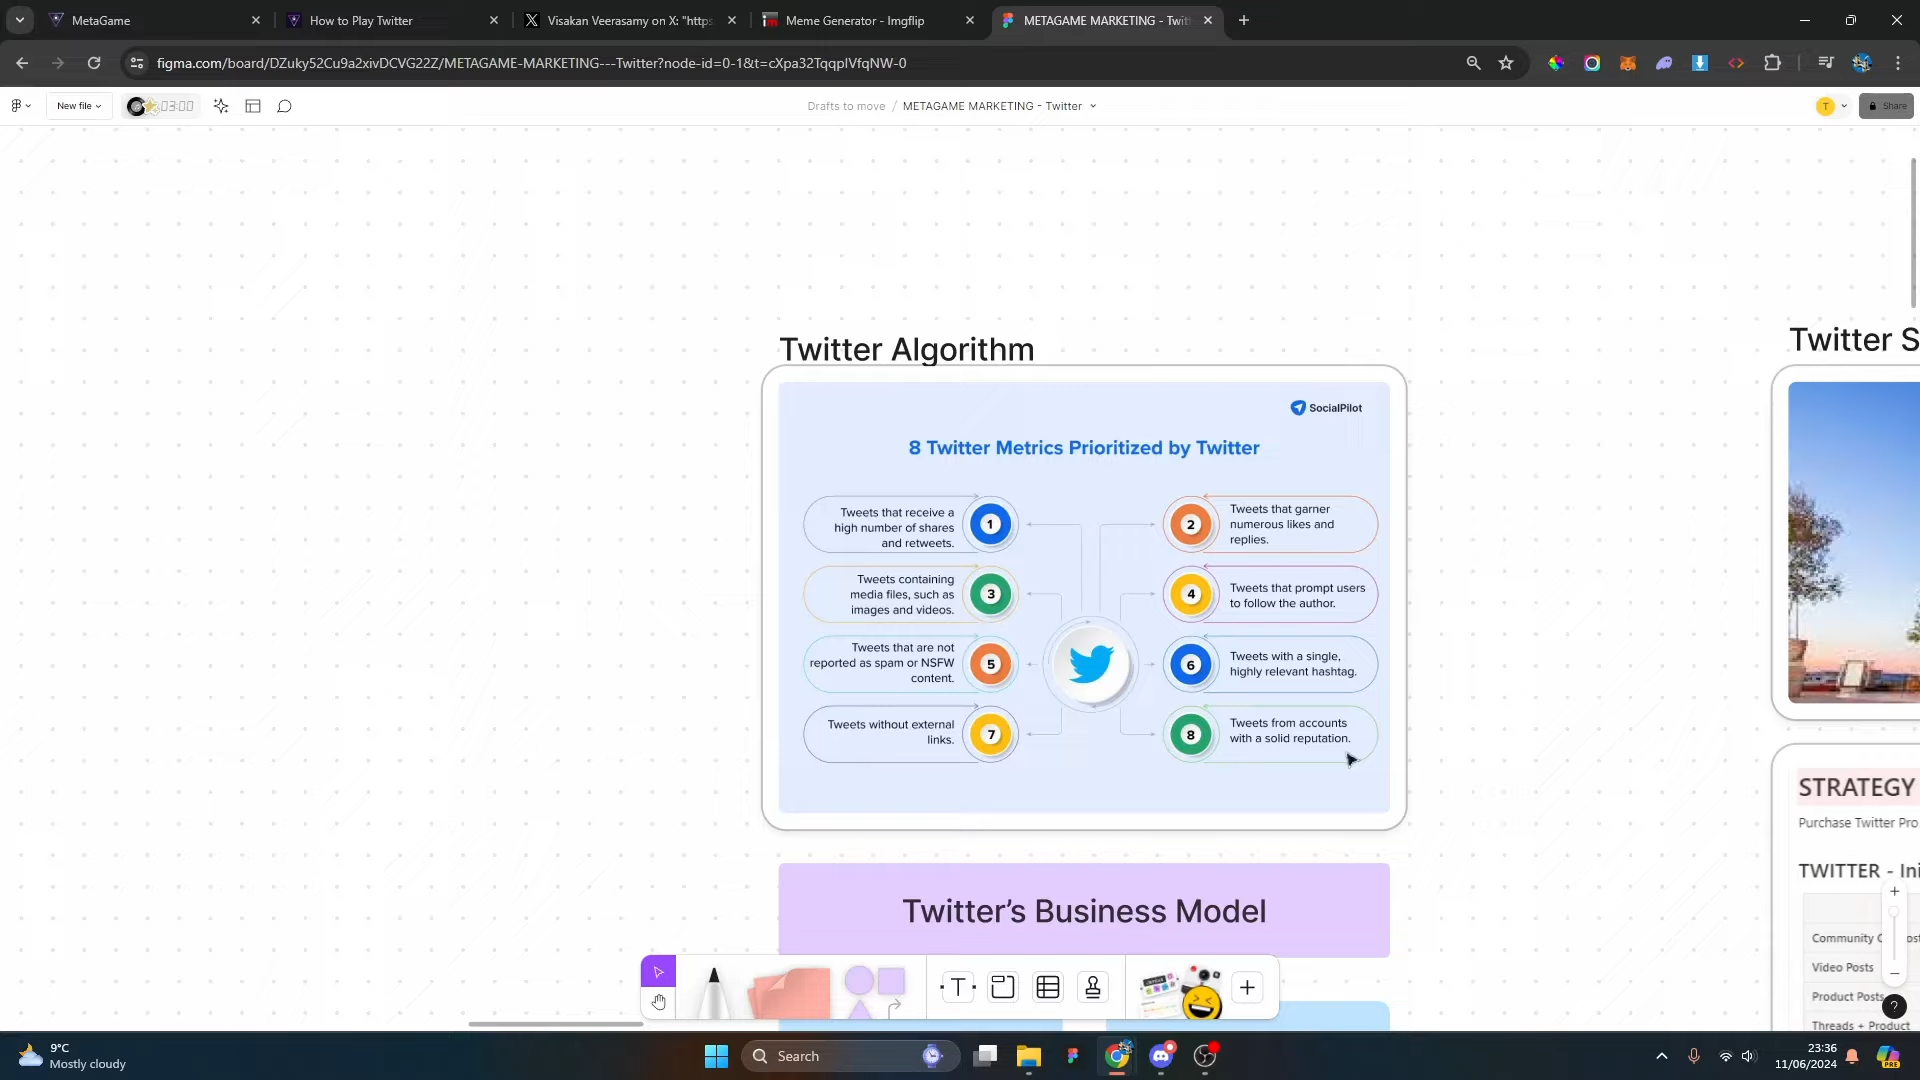 MetaGame
How to Play Twitter
Visakan Veerasamy on X: "https
Meme Generator - Imgflip
METAGAME MARKETING - Twitt
figma.com/board/DZuky52Cu9a2xivDCVG22Z/METAGAME-MARKETING---Twitter?node-id=0-1&t=cXpa32TqqpIVfqNW-0
New file
03:00
Drafts to move / METAGAME MARKETING - Twitter
T
Share
Twitter Algorithm
Twitter S
SocialPilot
8 Twitter Metrics Prioritized by Twitter
Tweets that receive a
high number of shares
and retweets.
1
2
Tweets that garner
numerous likes and
replies.
Tweets containing
media files, such as
images and videos.
3
4
Tweets that prompt users
to follow the author.
Tweets that are not
reported as spam or NSFW
content.
5
6
Tweets with a single,
highly relevant hashtag.
Tweets without external
links.
7
8
Tweets from accounts
with a solid reputation.
STRATEGY
Purchase Twitter Pro
TWITTER - Ini
Community C
Video Posts
Product Posts
Threads + Product
Twitter's Business Model
T
?
9°C
Mostly cloudy
Search
23:36
11/06/2024
PRE